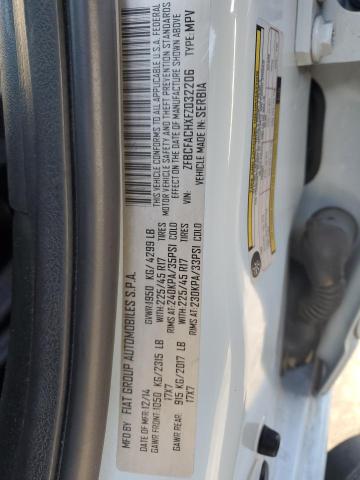 MFD BY FIAT GROUP AUTOMOBILES S.P.A.
DATE OF MFR: 12/14 GVWR: 1950 KG/ 4299 LB
GAWR FRONT: 1050 KG/2315 LB WITH: 225/45 R17 TIRES
17X7 RIMS AT: 240KPA/35PSI COLD
GAWR REAR: 915 KG/2017 LB WITH: 225/45 R17 TIRES
17X7 RIMS AT: 230KPA/33PSI COLD
THIS VEHICLE CONFORMS TO ALL APPLICABLE U.S.A. FEDERAL
MOTOR VEHICLE SAFETY AND THEFT PREVENTION STANDARDS
EFFECT ON THE DATE OF MANUFACTURE SHOWN ABOVE
VIN: ZFBCFACHXFZ032206 TYPE: MPV
VEHICLE MADE IN: SERBIA